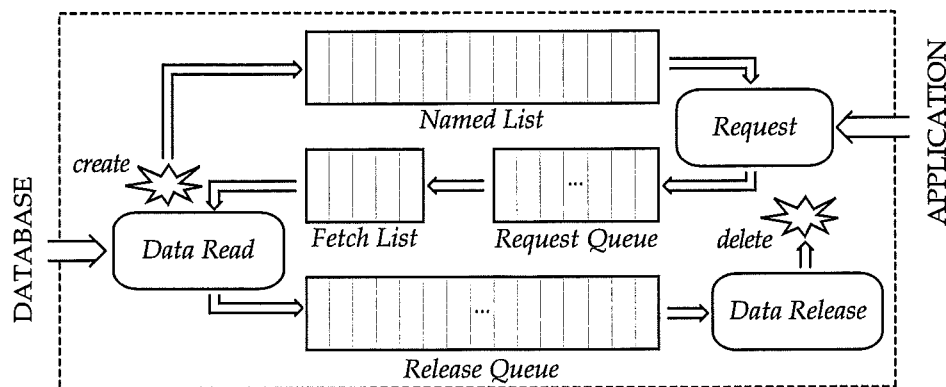 Named List
Request
APPLICATION
create
...
DATABASE
Data Read
Fetch List
Request Queue
delete
...
Data Release
Release Queue